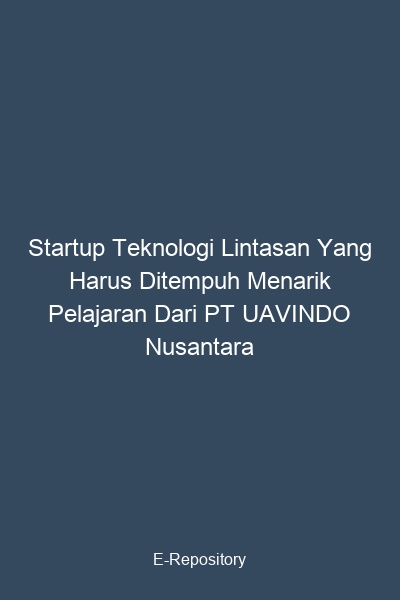 Startup Teknologi Lintasan Yang
Harus Ditempuh Menarik
Pelajaran Dari PT UAVINDO
Nusantara
E-Repository